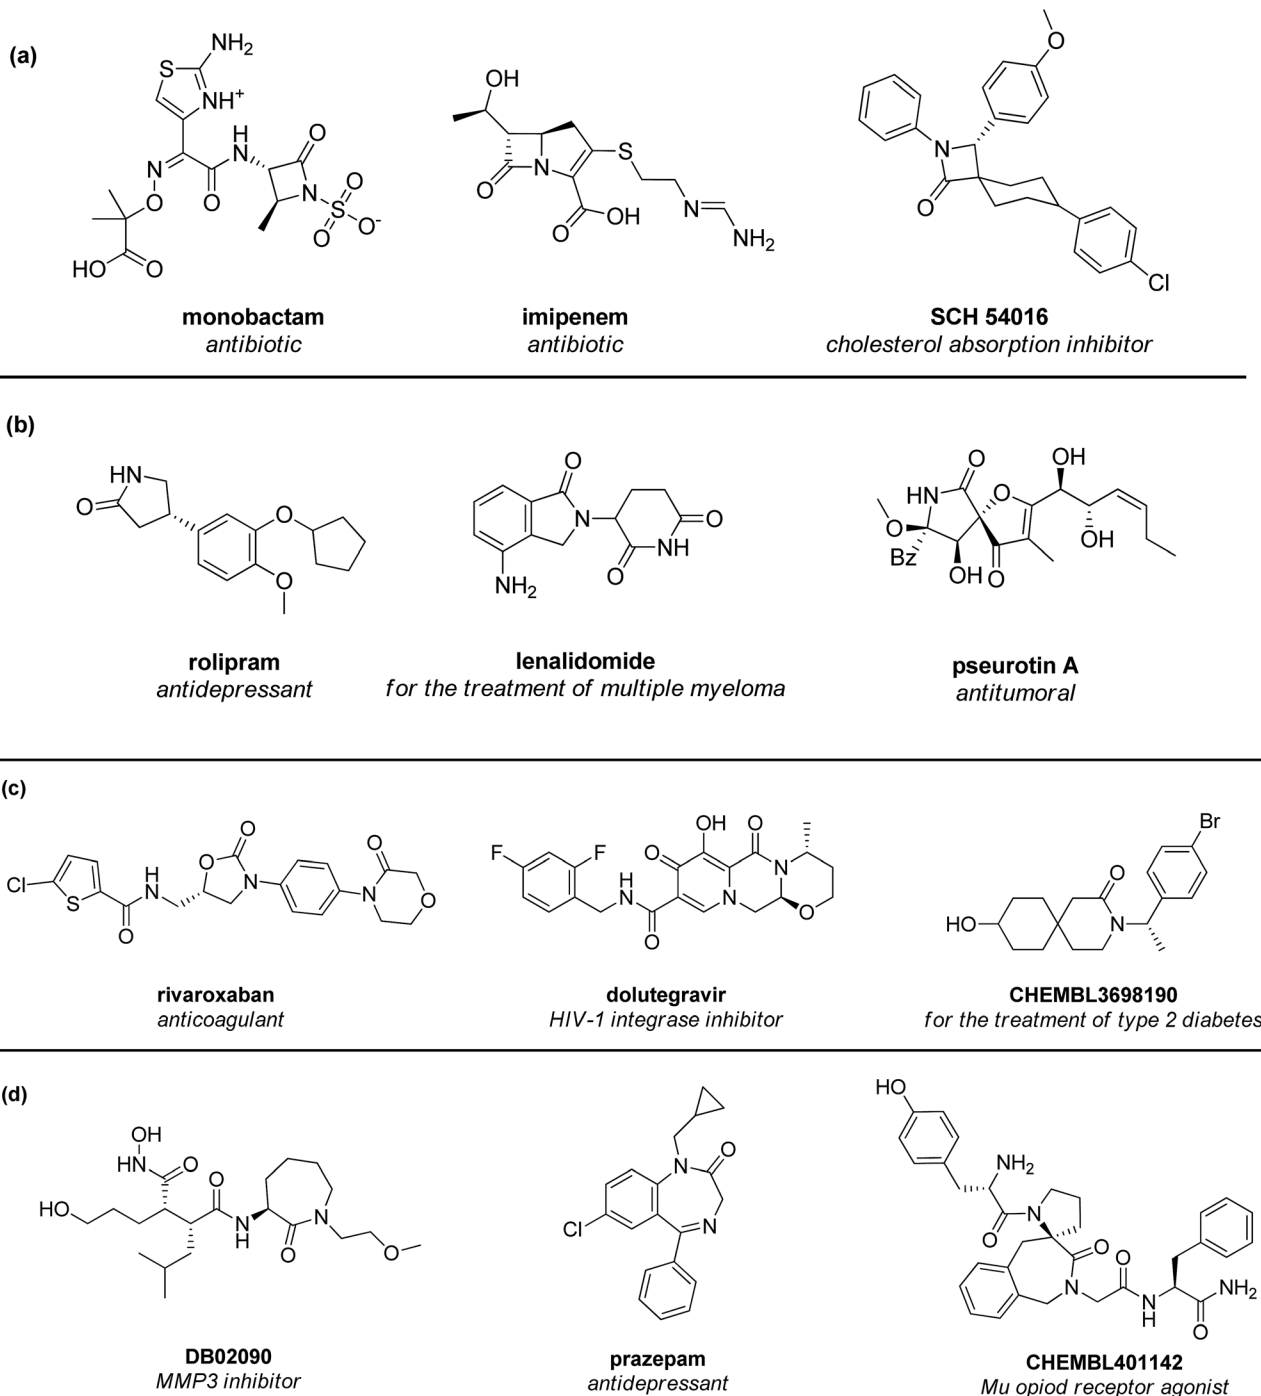 (a)
NH2
S
NH+
H
N
O
N
N
O
O
O
S
O-
O
HO
O
OH
O
N
S
O
OH
N
NH2
O
N
O
Cl
monobactam
imipenem
SCH 54016
antibiotic
antibiotic
cholesterol absorption inhibitor
(b)
HN
O
O
O
O
N
O
O
NH
NH2
O
HN
O
OH
O
Bz
OH
O
OH
rolipram
lenalidomide
pseurotin A
antidepressant
for the treatment of multiple myeloma
antitumoral
(c)
Cl
S
O
H
N
O
O
N
O
N
O
F
F
H
N
O
O
OH
O
N
N
O
HO
O
N
Br
rivaroxaban
dolutegravir
CHEMBL3698190
anticoagulant
HIV-1 integrase inhibitor
for the treatment of type 2 diabetes
(d)
OH
HN
O
HO
O
N
H
O
N
O
N
O
N
Cl
HO
NH2
O
N
O
N
O
N
H
NH2
O
DB02090
prazepam
CHEMBL401142
MMP3 inhibitor
antidepressant
Mu opiod receptor agonist